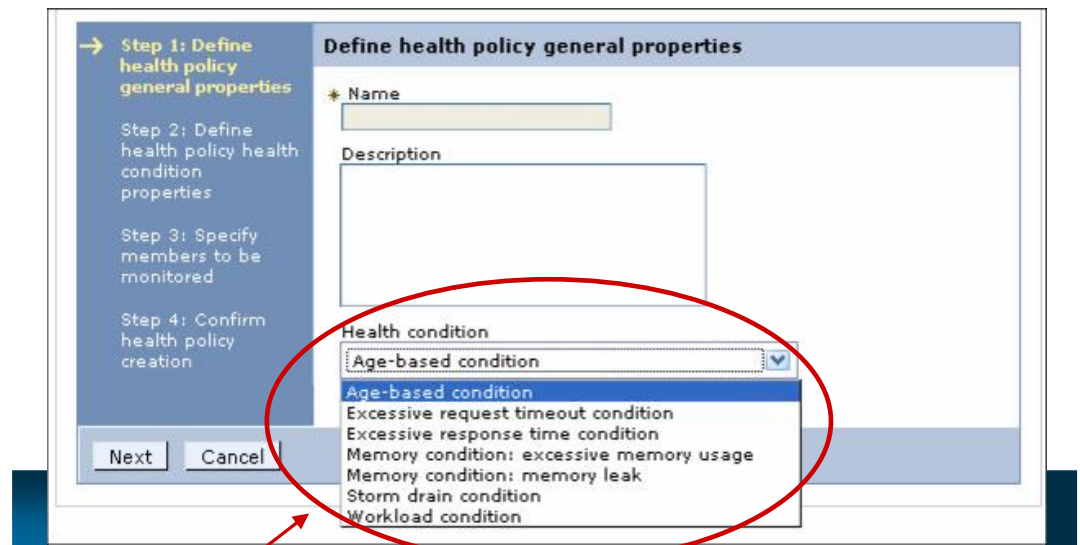 Step 1: Define
health policy
general properties
Step 2: Define
health policy health
condition
properties
Step 3: Specify
members to be
monitored
Step 4: Confirm
health policy
creation
Define health policy general properties
* Name
Description
Health condition
Age-based condition
Age-based condition
Excessive request timeout condition
Excessive response time condition
Memory condition: excessive memory usage
Memory condition: memory leak
Storm drain condition
Workload condition
Next Cancel